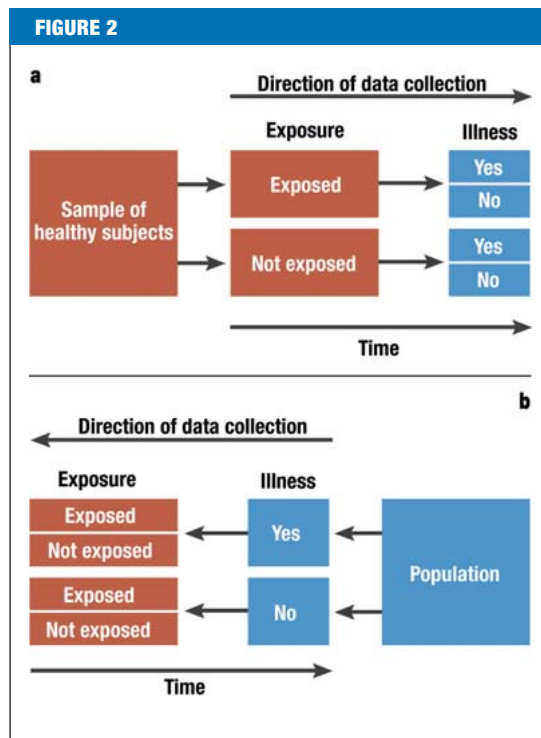 FIGURE 2
a
Direction of data collection
Exposure
Illness
Sample of
healthy subjects
Exposed
Yes
No
Not exposed
Yes
No
Time
b
Direction of data collection
Exposure
Illness
Exposed
Not exposed
Yes
Population
Exposed
Not exposed
No
Time